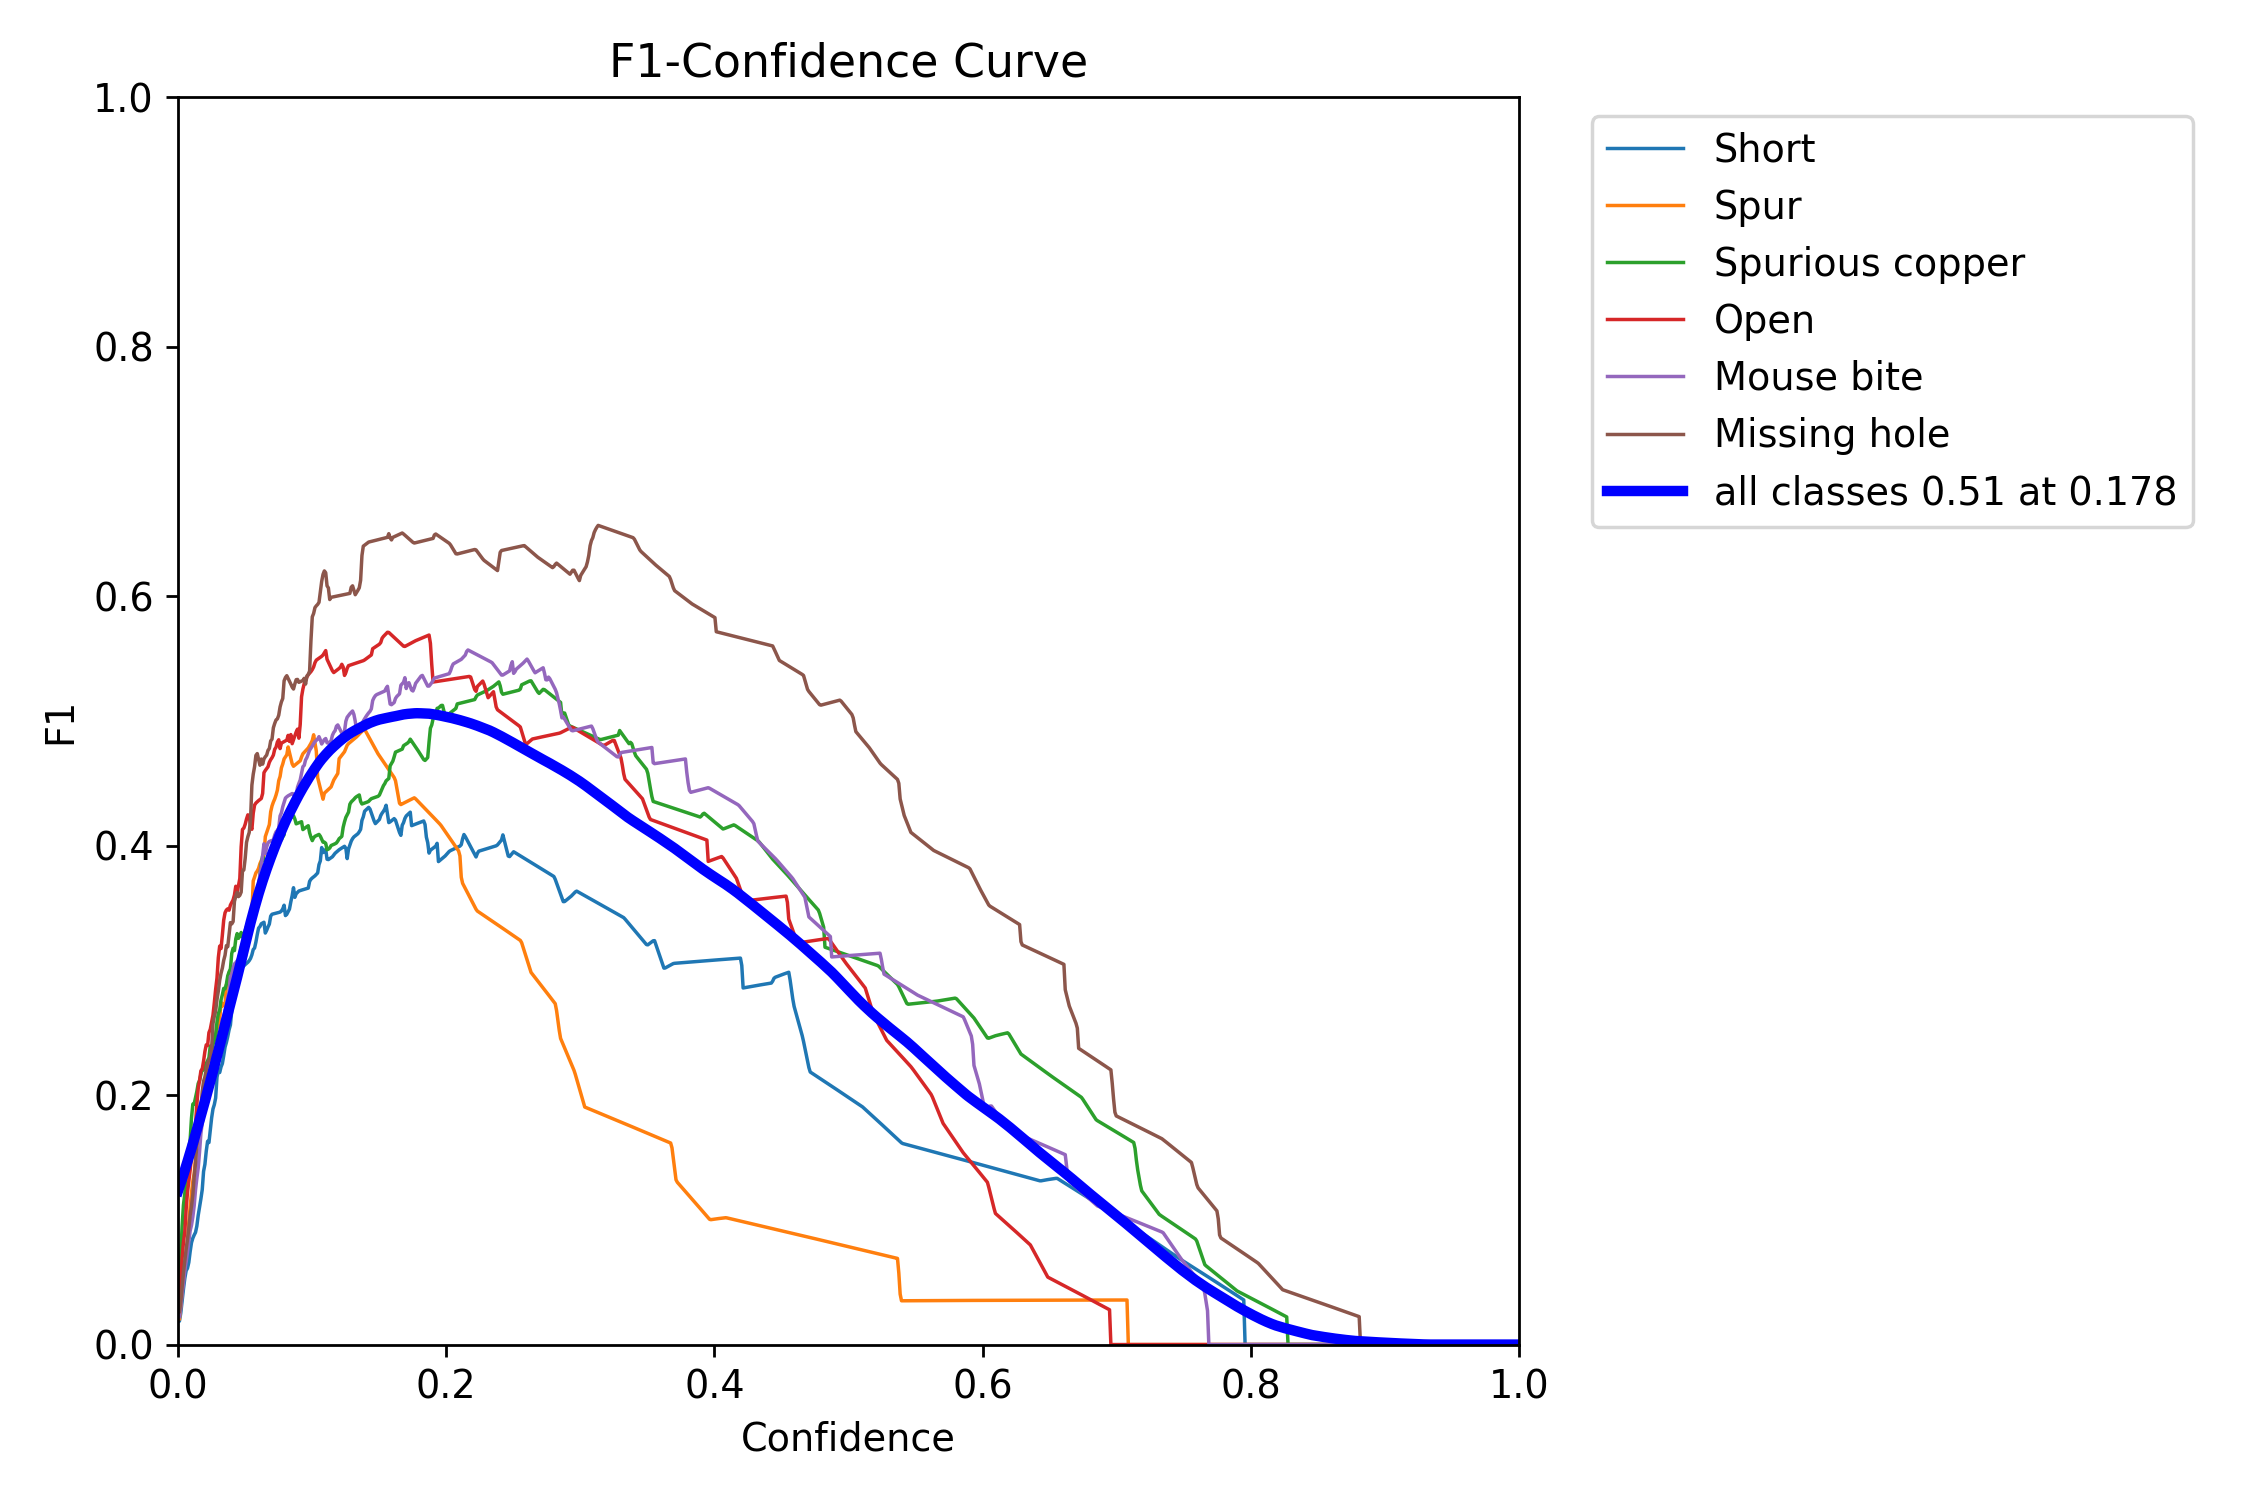 F1-Confidence Curve
1.0
0.8
0.6
0.4
0.2
0.0
F1
0.0 0.2 0.4 0.6 0.8 1.0
Confidence
Short
Spur
Spurious copper
Open
Mouse bite
Missing hole
all classes 0.51 at 0.178